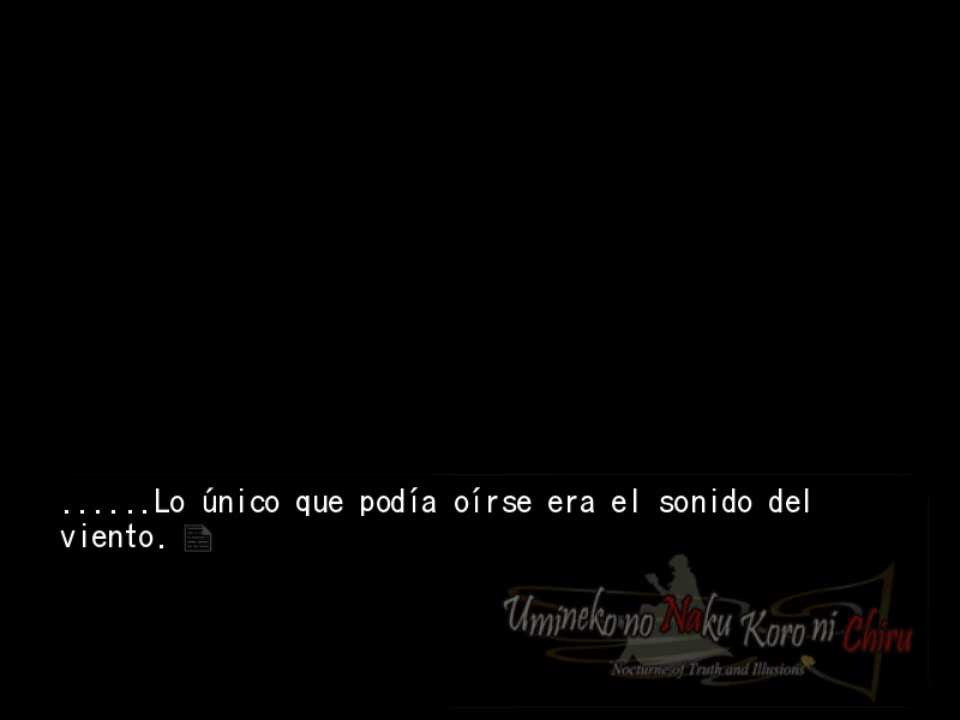 ......Lo único que podía oírse era el sonido del
viento.
Umineko no Naku Koro ni Chiru
Nocturne of Truth and Illusions